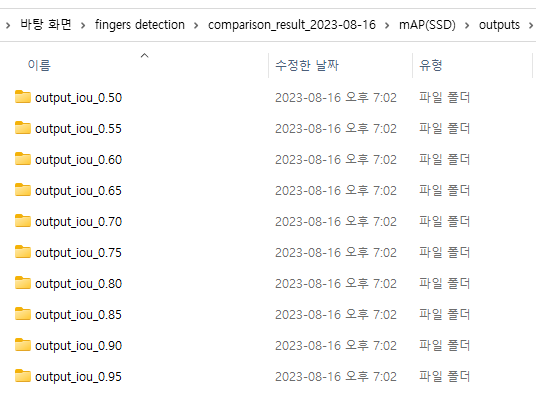 바탕 화면 > fingers detection > comparison_result_2023-08-16 > mAP(SSD) > outputs >
이름 수정한 날짜 유형
output_iou_0.50 2023-08-16 오후 7:02 파일 폴더
output_iou_0.55 2023-08-16 오후 7:02 파일 폴더
output_iou_0.60 2023-08-16 오후 7:02 파일 폴더
output_iou_0.65 2023-08-16 오후 7:02 파일 폴더
output_iou_0.70 2023-08-16 오후 7:02 파일 폴더
output_iou_0.75 2023-08-16 오후 7:02 파일 폴더
output_iou_0.80 2023-08-16 오후 7:02 파일 폴더
output_iou_0.85 2023-08-16 오후 7:02 파일 폴더
output_iou_0.90 2023-08-16 오후 7:02 파일 폴더
output_iou_0.95 2023-08-16 오후 7:02 파일 폴더